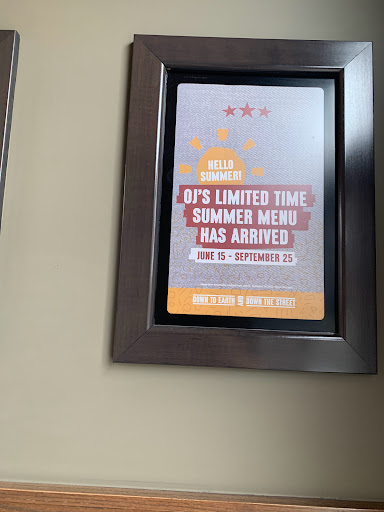 HELLO
SUMMER!
OJ'S LIMITED TIME
SUMMER MENU
HAS ARRIVED
JUNE 15 - SEPTEMBER 25
DOWN TO EARTH AND DOWN THE STREET